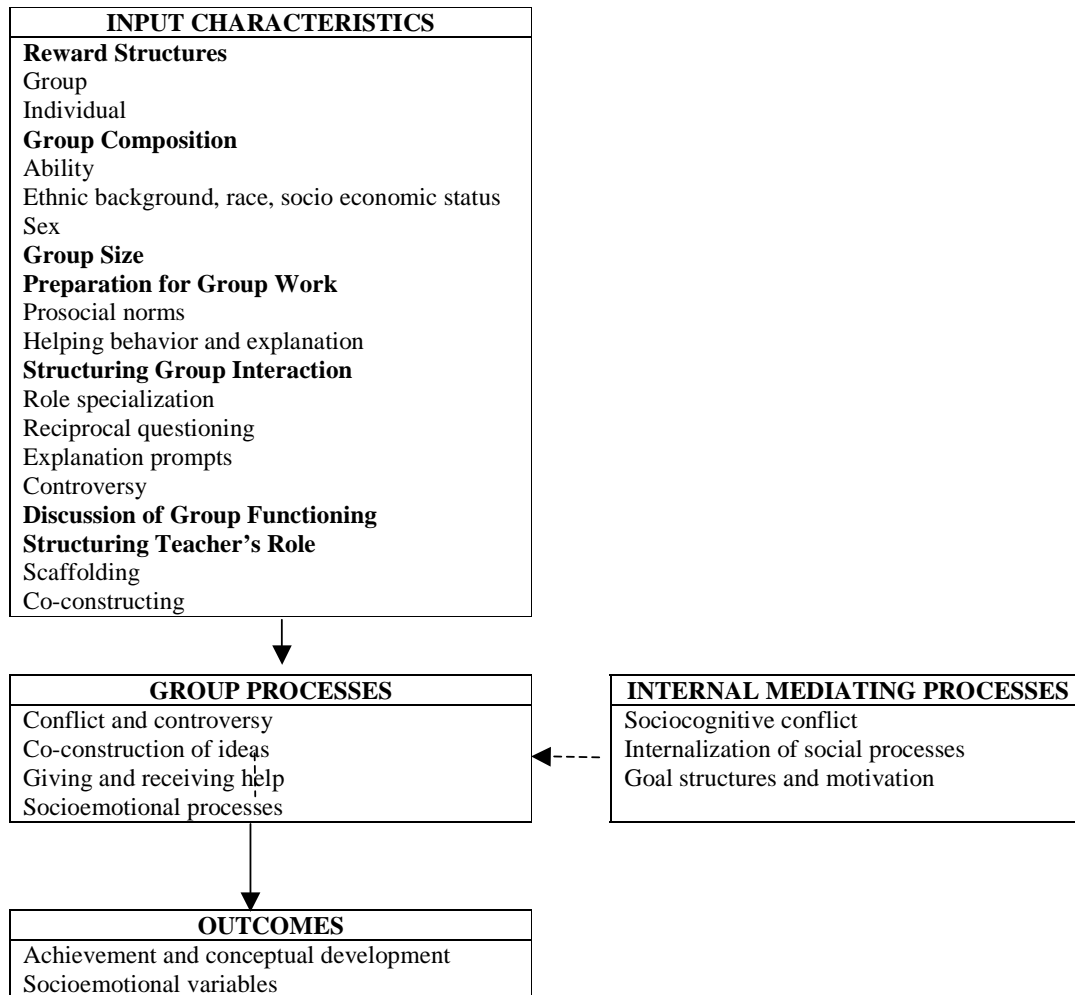 INPUT CHARACTERISTICS
Reward Structures
Group
Individual
Group Composition
Ability
Ethnic background, race, socio economic status
Sex
Group Size
Preparation for Group Work
Prosocial norms
Helping behavior and explanation
Structuring Group Interaction
Role specialization
Reciprocal questioning
Explanation prompts
Controversy
Discussion of Group Functioning
Structuring Teacher’s Role
Scaffolding
Co-constructing
GROUP PROCESSES
Conflict and controversy
Co-construction of ideas
Giving and receiving help
Socioemotional processes
INTERNAL MEDIATING PROCESSES
Sociocognitive conflict
Internalization of social processes
Goal structures and motivation
OUTCOMES
Achievement and conceptual development
Socioemotional variables